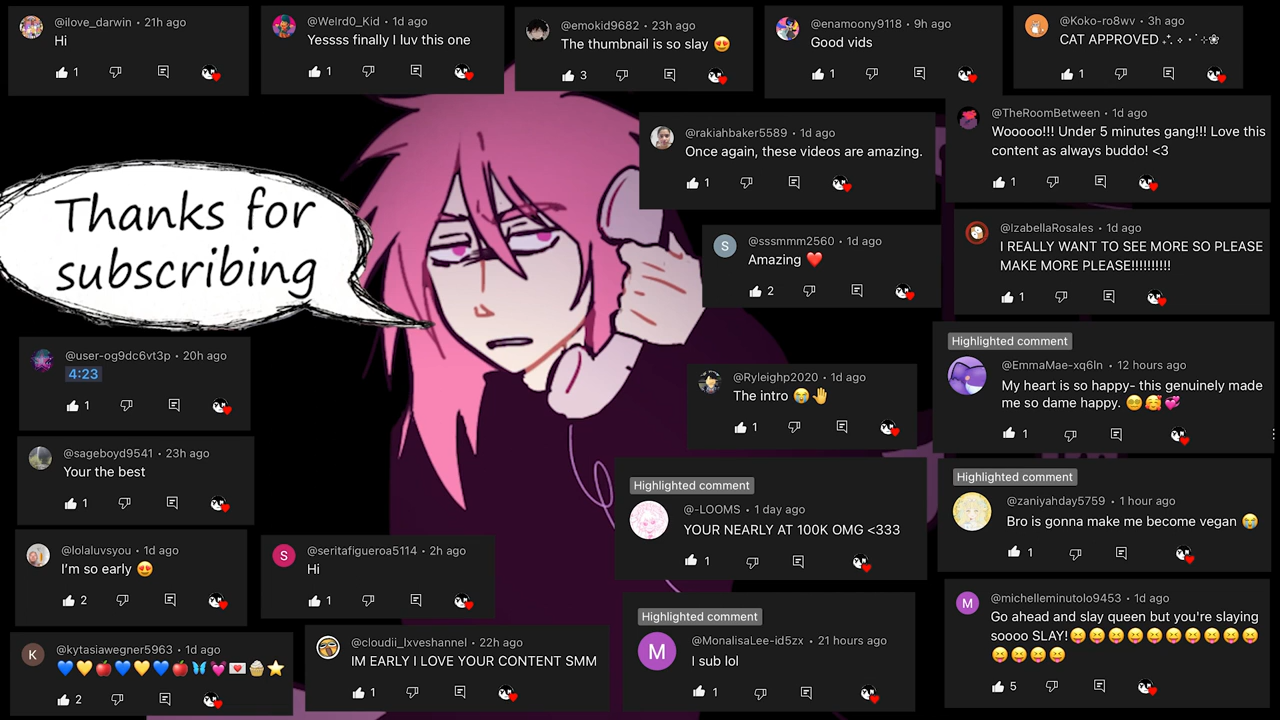 @ilove_darwin • 21h ago
Hi
1
@Welrd0_Kid • 1d ago
Yessss finally I luv this one
1
@emokid9682 • 23h ago
The thumbnail is so slay 😍
3
@enamoony9118 • 9h ago
Good vids
1
@Koko-ro8wv • 3h ago
CAT APPROVED ₊˚. ⋄ • ˙ ⊹❀
1
@rakiahbaker5589 • 1d ago
Once again, these videos are amazing.
1
@TheRoomBetween • 1d ago
Wooooo!!! Under 5 minutes gang!!! Love this
content as always buddo! <3
1
Thanks for
subscribing
S
@sssmmm2560 • 1d ago
Amazing ❤️
2
@IzabellaRosales • 1d ago
I REALLY WANT TO SEE MORE SO PLEASE
MAKE MORE PLEASE!!!!!!!!!!
1
@user-og9dc6vt3p • 20h ago
4:23
1
@Ryleighp2020 • 1d ago
The intro 😭🤚
1
Highlighted comment
@EmmaMae-xq6ln • 12 hours ago
My heart is so happy- this genuinely made
me so dame happy. 😇🥰💞
1
@sageboyd9541 • 23h ago
Your the best
1
Highlighted comment
@-LOOMS • 1 day ago
YOUR NEARLY AT 100K OMG <333
1
Highlighted comment
@zaniyahday5759 • 1 hour ago
Bro is gonna make me become vegan 😭
1
@lolaluvsyou • 1d ago
I'm so early 😍
2
S
@seritafigueroa5114 • 2h ago
Hi
1
Highlighted comment
M
@MonalisaLee-id5zx • 21 hours ago
I sub lol
1
M
@michelleminutolo9453 • 1d ago
Go ahead and slay queen but you're slaying
soooo SLAY!😝😝😝😝😝😝😝😝😝😝
😝😝😝😝
5
K
@kytasiawegner5963 • 1d ago
💙💛🍎💙💛💙🍎🦋💓💌🧁⭐
2
@cloudii_lxveshannel • 22h ago
IM EARLY I LOVE YOUR CONTENT SMM
1